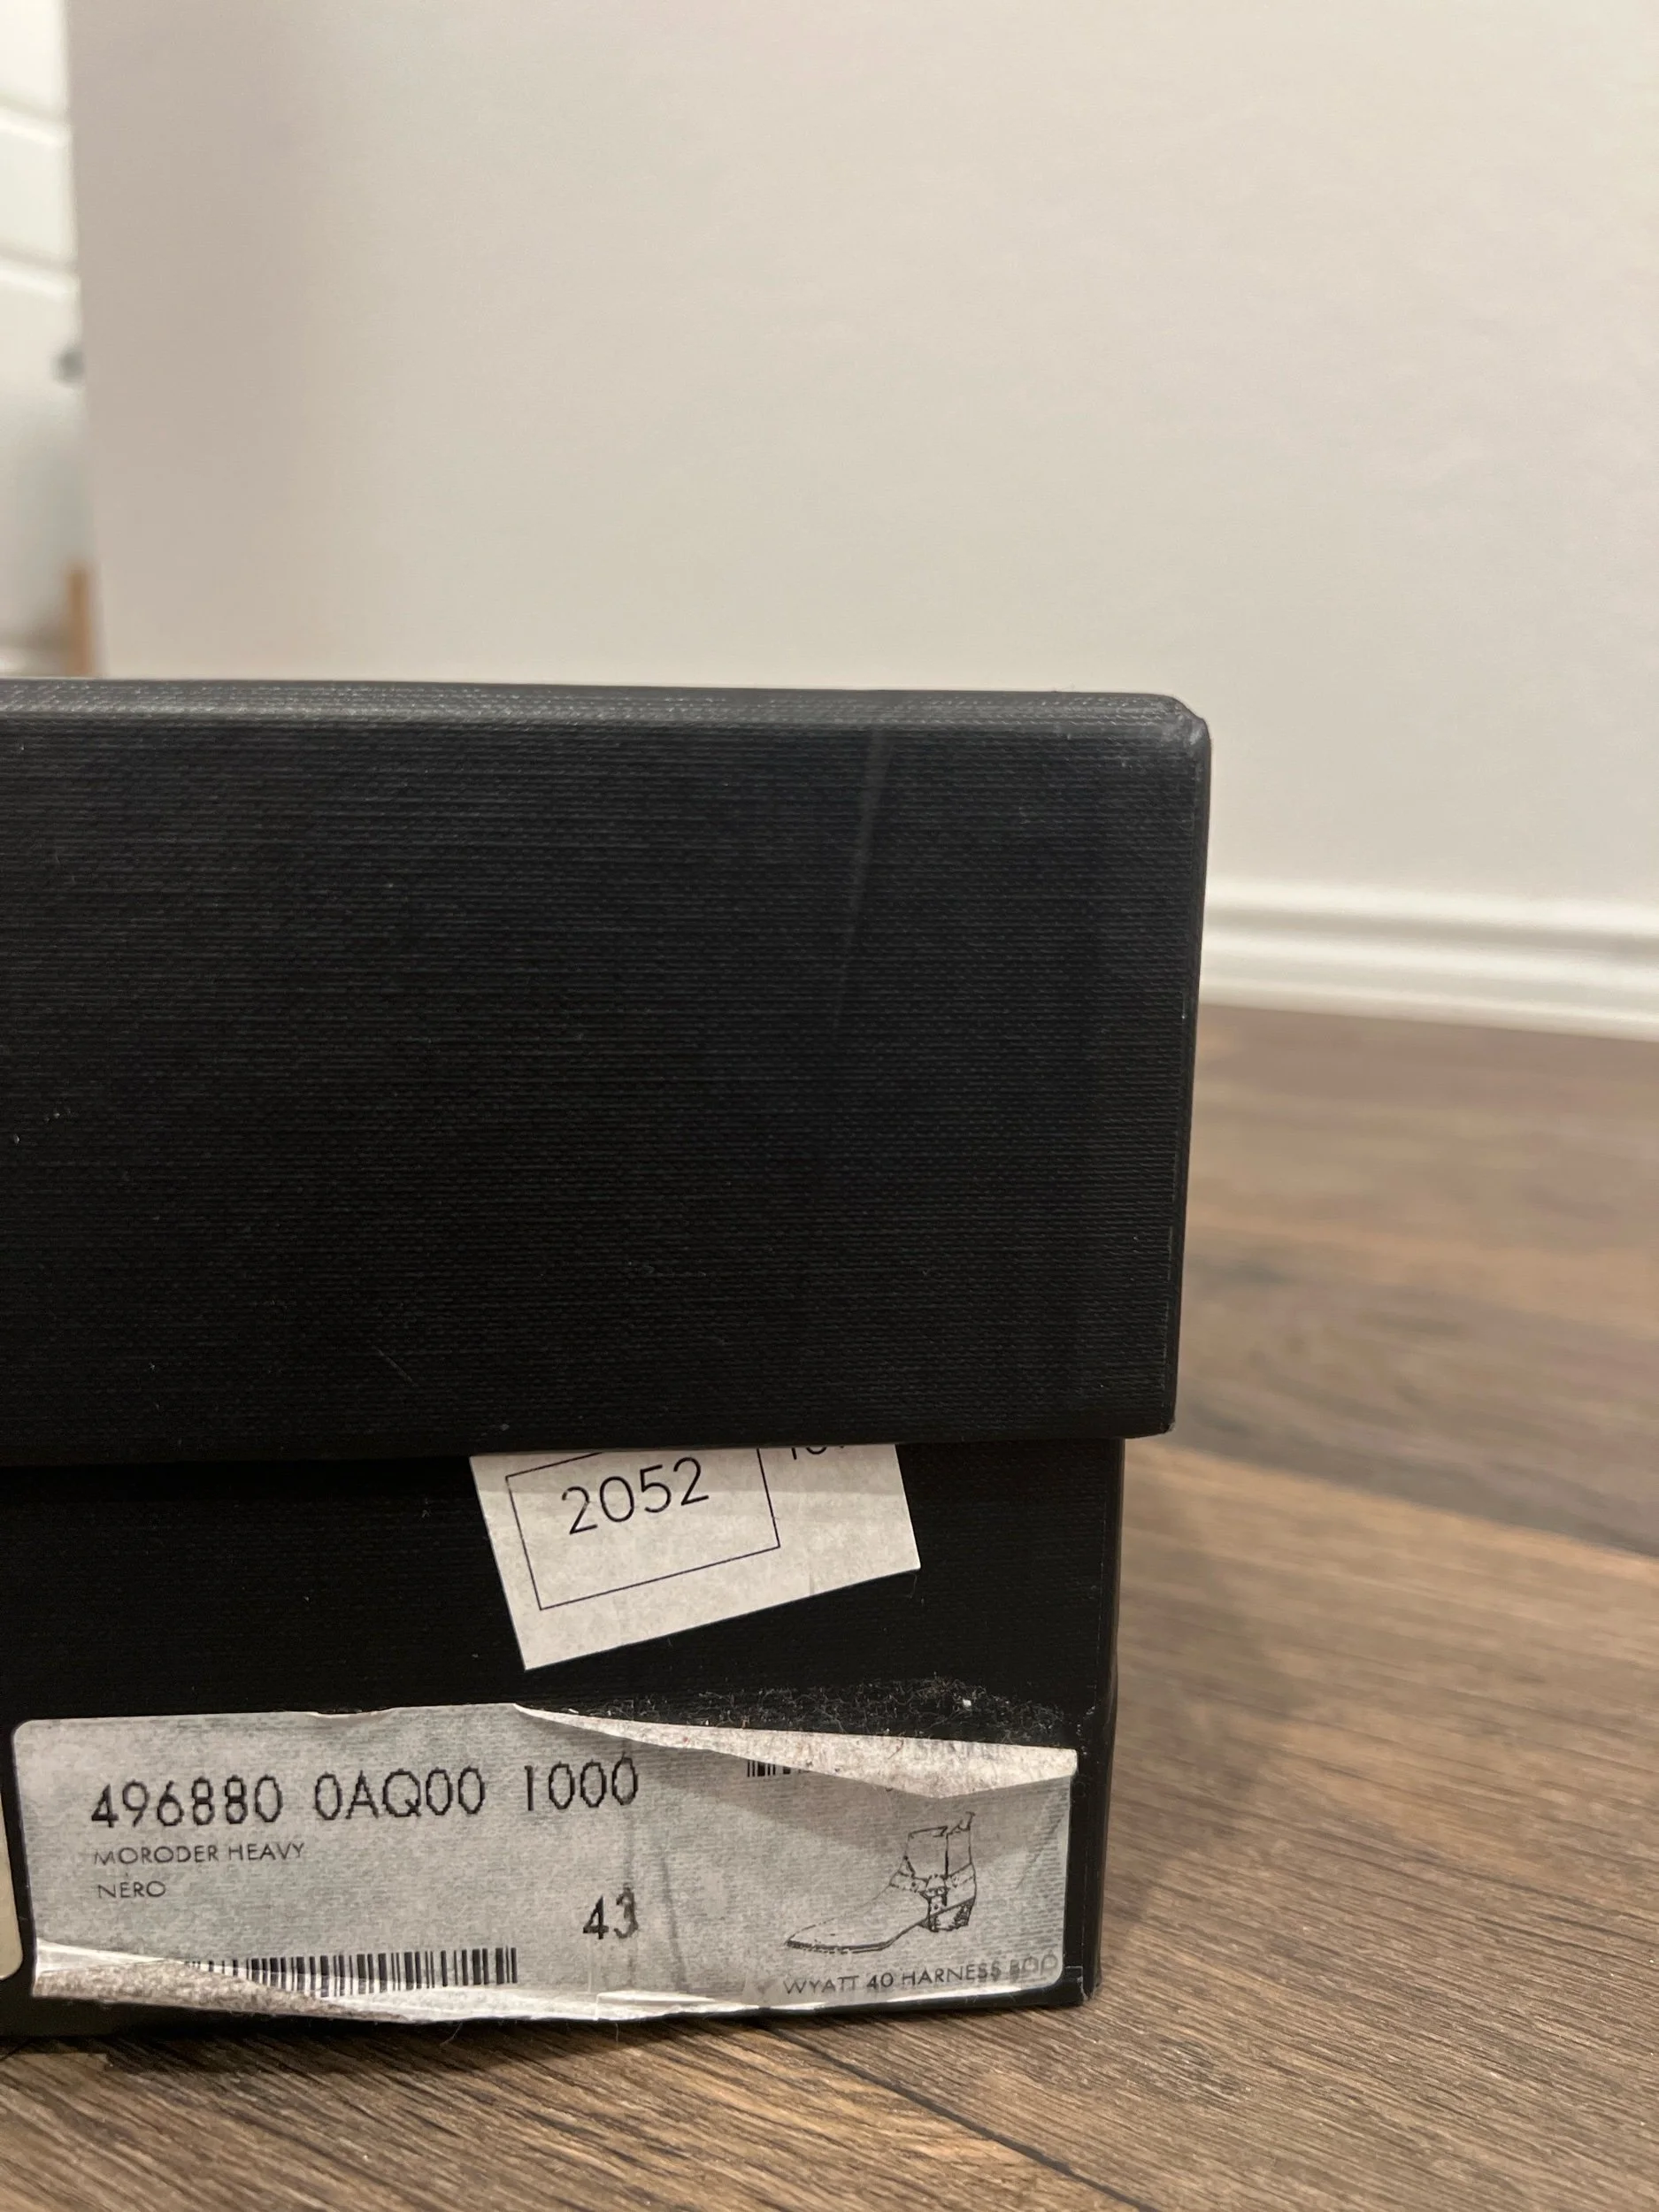 2052
496880 0AQ00 1000
MORODER HEAVY
NERO
43
WYATT 40 HARNESS BOO